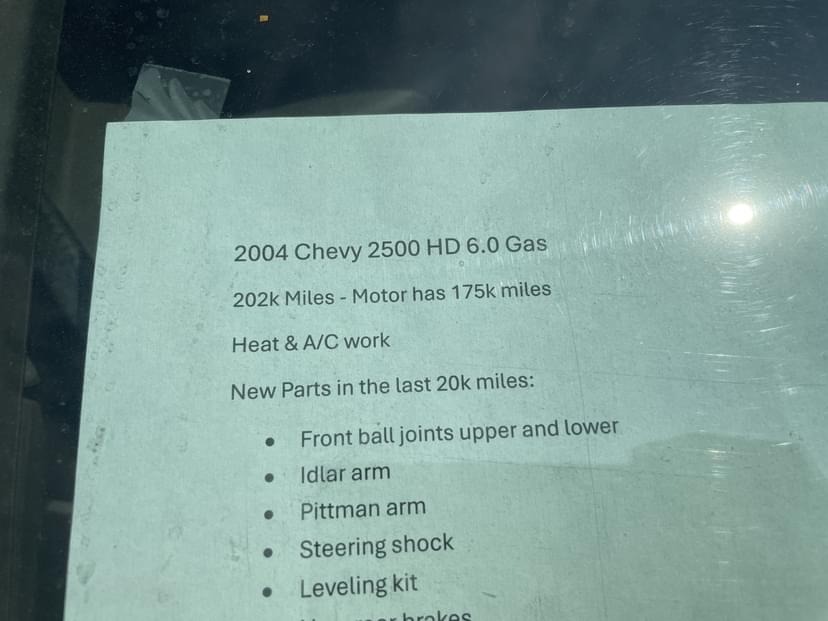 2004 Chevy 2500 HD 6.0 Gas
202k Miles - Motor has 175k miles
Heat & A/C work
New Parts in the last 20k miles:
• Front ball joints upper and lower
• Idlar arm
• Pittman arm
• Steering shock
• Leveling kit
brakes